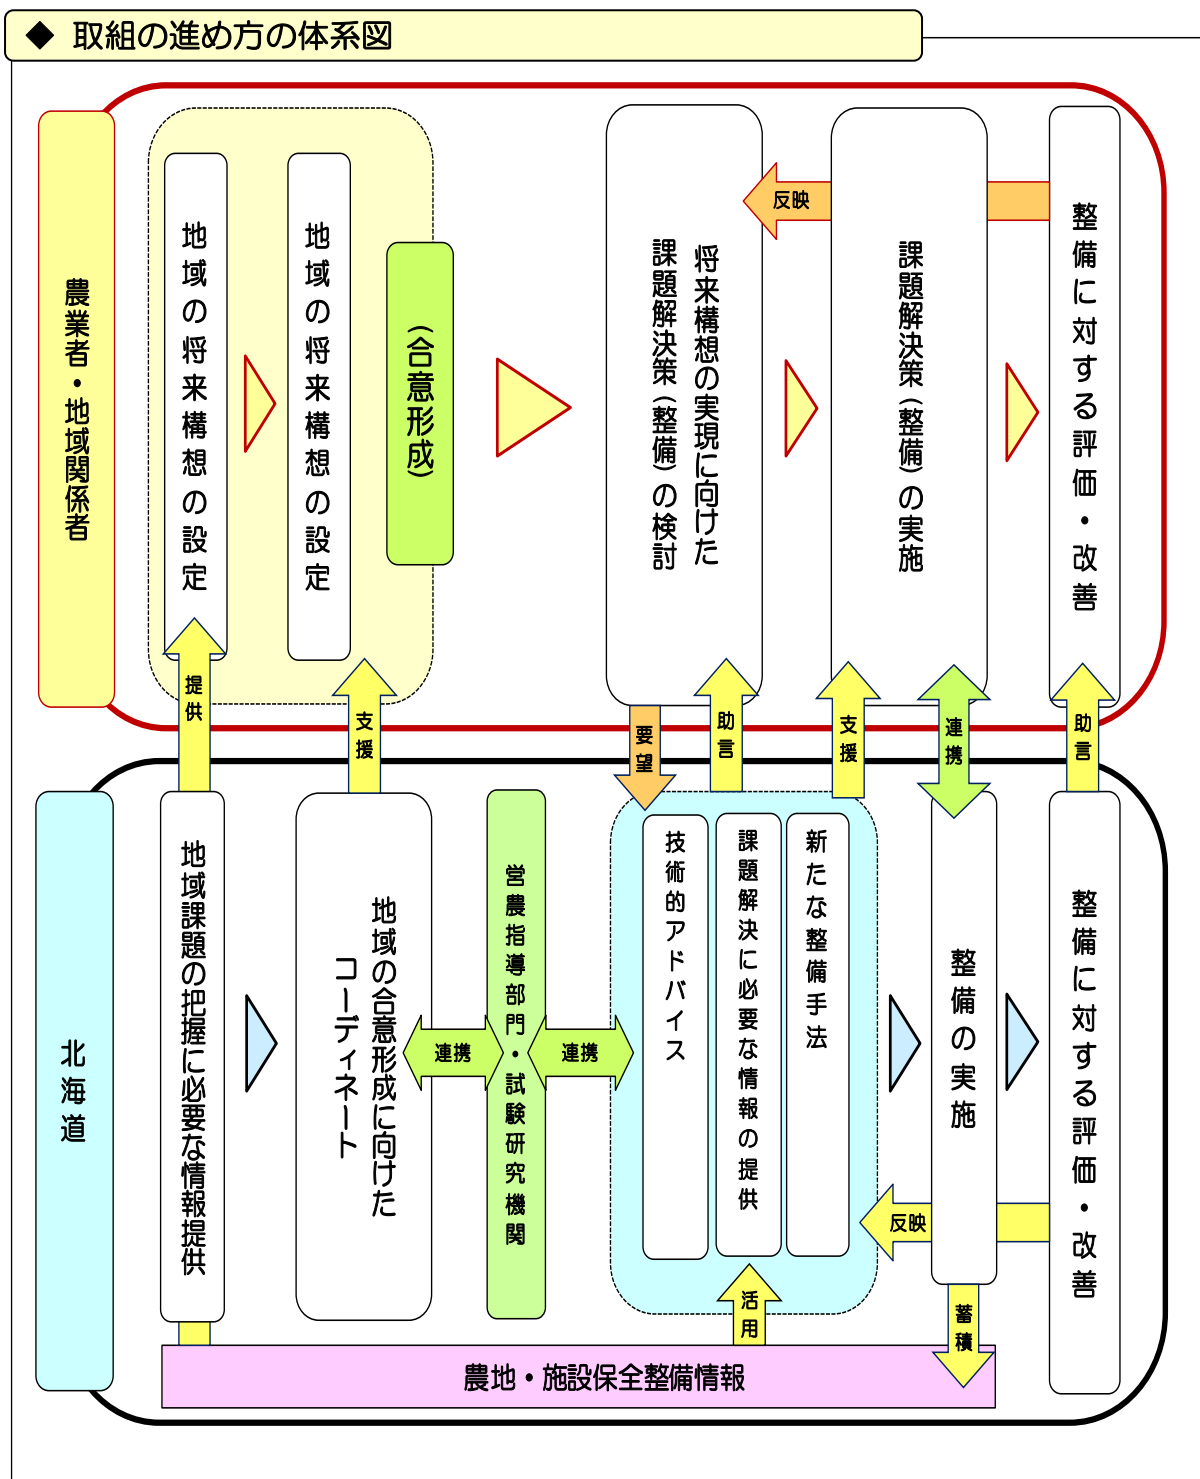 ◆ 取組の進め方の体系図
農業者・地域関係者
地域の将来構想の設定
地域の将来構想の設定
（合意形成）
将来構想の実現に向けた
課題解決策（整備）の検討
反映
課題解決策（整備）の実施
整備に対する評価・改善
提供
支援
要望
助言
支援
連携
助言
北海道
地域課題の把握に必要な情報提供
地域の合意形成に向けた
コーディネート
連携
営農指導部門・試験研究機関
連携
技術的アドバイス
課題解決に必要な情報の提供
新たな整備手法
整備の実施
整備に対する評価・改善
反映
活用
蓄積
農地・施設保全整備情報